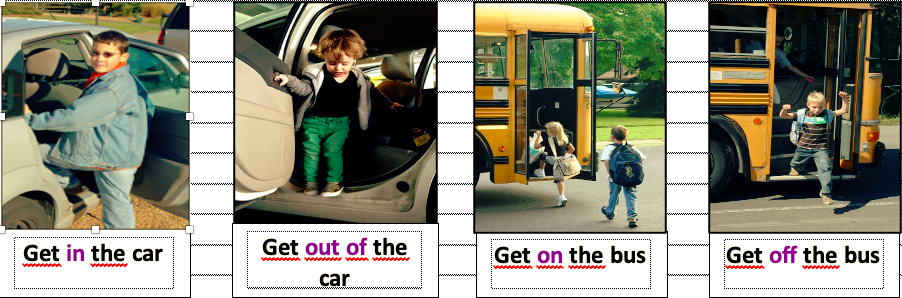 Get in the car
Get out of the
car
Get on the bus
Get off the bus